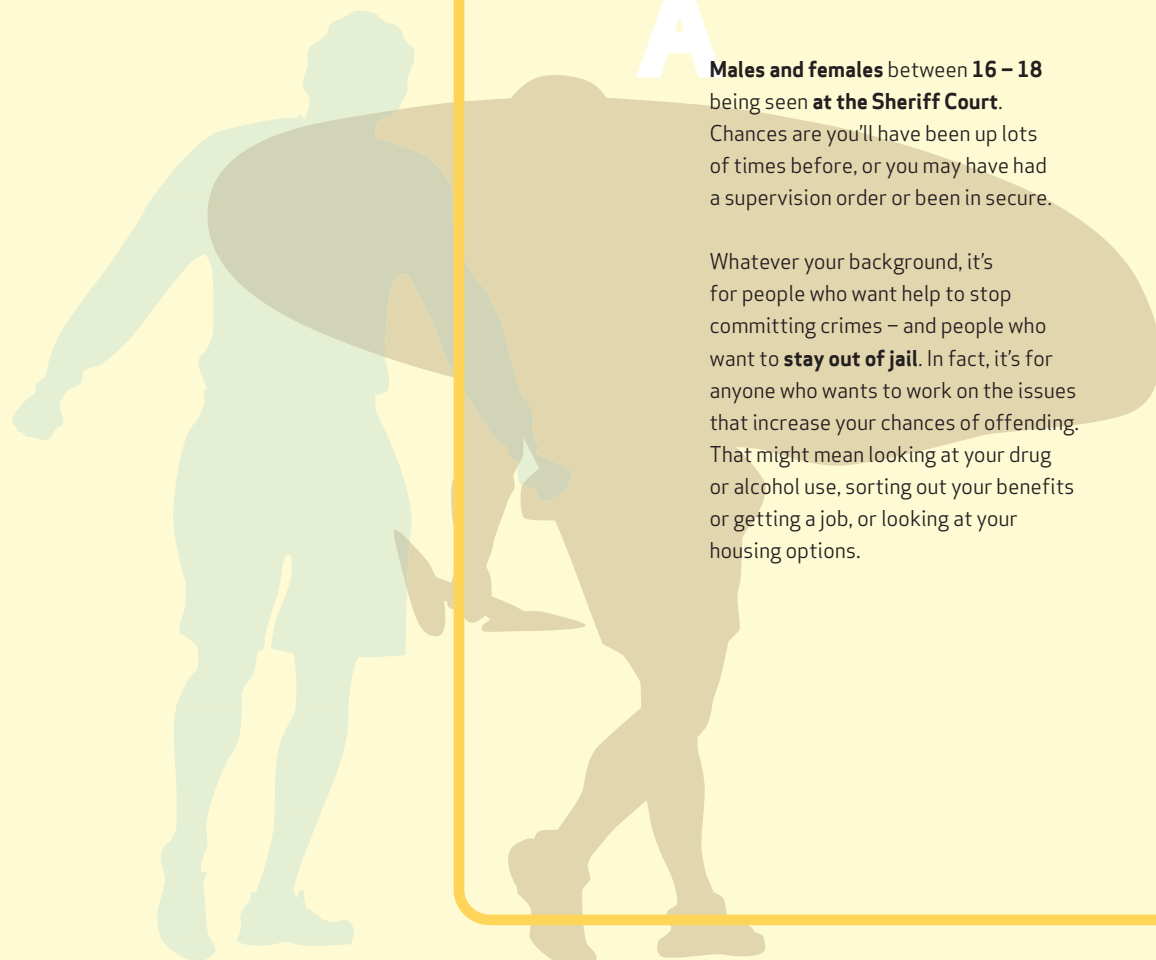 A
Males and females between 16 – 18
being seen at the Sheriff Court.
Chances are you’ll have been up lots
of times before, or you may have had
a supervision order or been in secure.
Whatever your background, it’s
for people who want help to stop
committing crimes – and people who
want to stay out of jail. In fact, it’s for
anyone who wants to work on the issues
that increase your chances of offending.
That might mean looking at your drug
or alcohol use, sorting out your benefits
or getting a job, or looking at your
housing options.